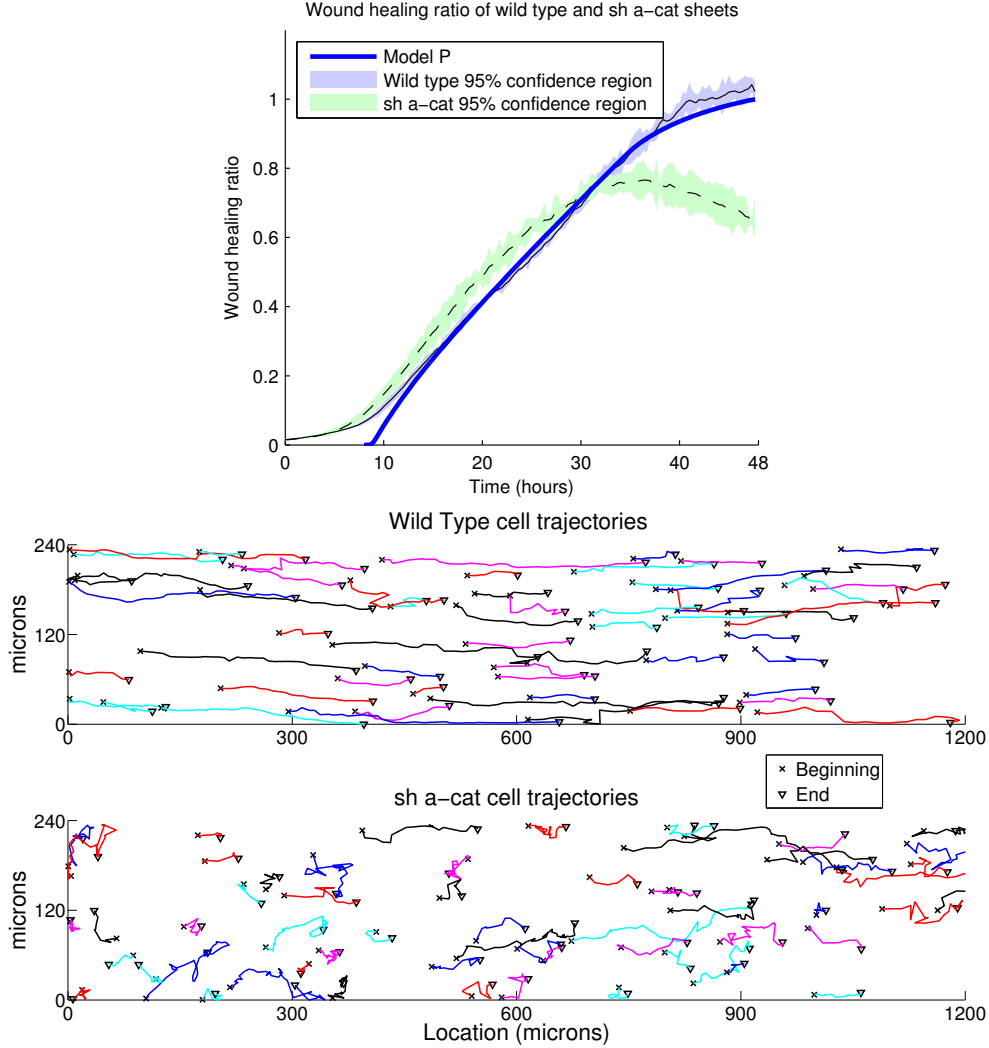 Wound healing ratio of wild type and sh a-cat sheets
Model P
Wild type 95% confidence region
sh a-cat 95% confidence region
Wound healing ratio
1
0.8
0.6
0.4
0.2
0
0 10 20 30 40 48
Time (hours)
Wild Type cell trajectories
microns
240
120
0
0 300 600 900 1200
Beginning
End
sh a-cat cell trajectories
microns
240
120
0
0 300 600 900 1200
Location (microns)